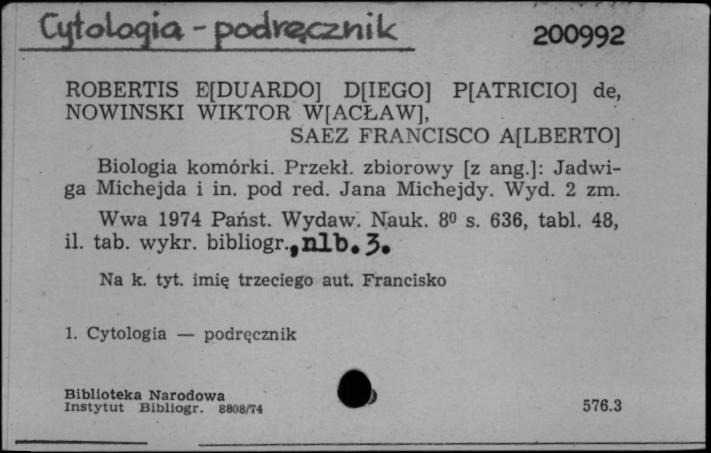 Cytologia - podręcznik
200992
ROBERTIS E[DUARDO] D[IEGO] P[ATRICIO] de,
NOWINSKI WIKTOR W[ACŁAW],
SAEZ FRANCISCO A[LBERTO]
Biologia komórki. Przekł. zbiorowy [z ang.]: Jadwi-
ga Michejda i in. pod red. Jana Michejdy. Wyd. 2 zm.
Wwa 1974 Państ. Wydaw. Nauk. 8⁰ s. 636, tabl. 48,
il. tab. wykr. bibliogr., nlb. 3.
Na k. tyt. imię trzeciego aut. Francisko
1. Cytologia — podręcznik
Biblioteka Narodowa
Instytut Bibliogr. 8808/74
576.3